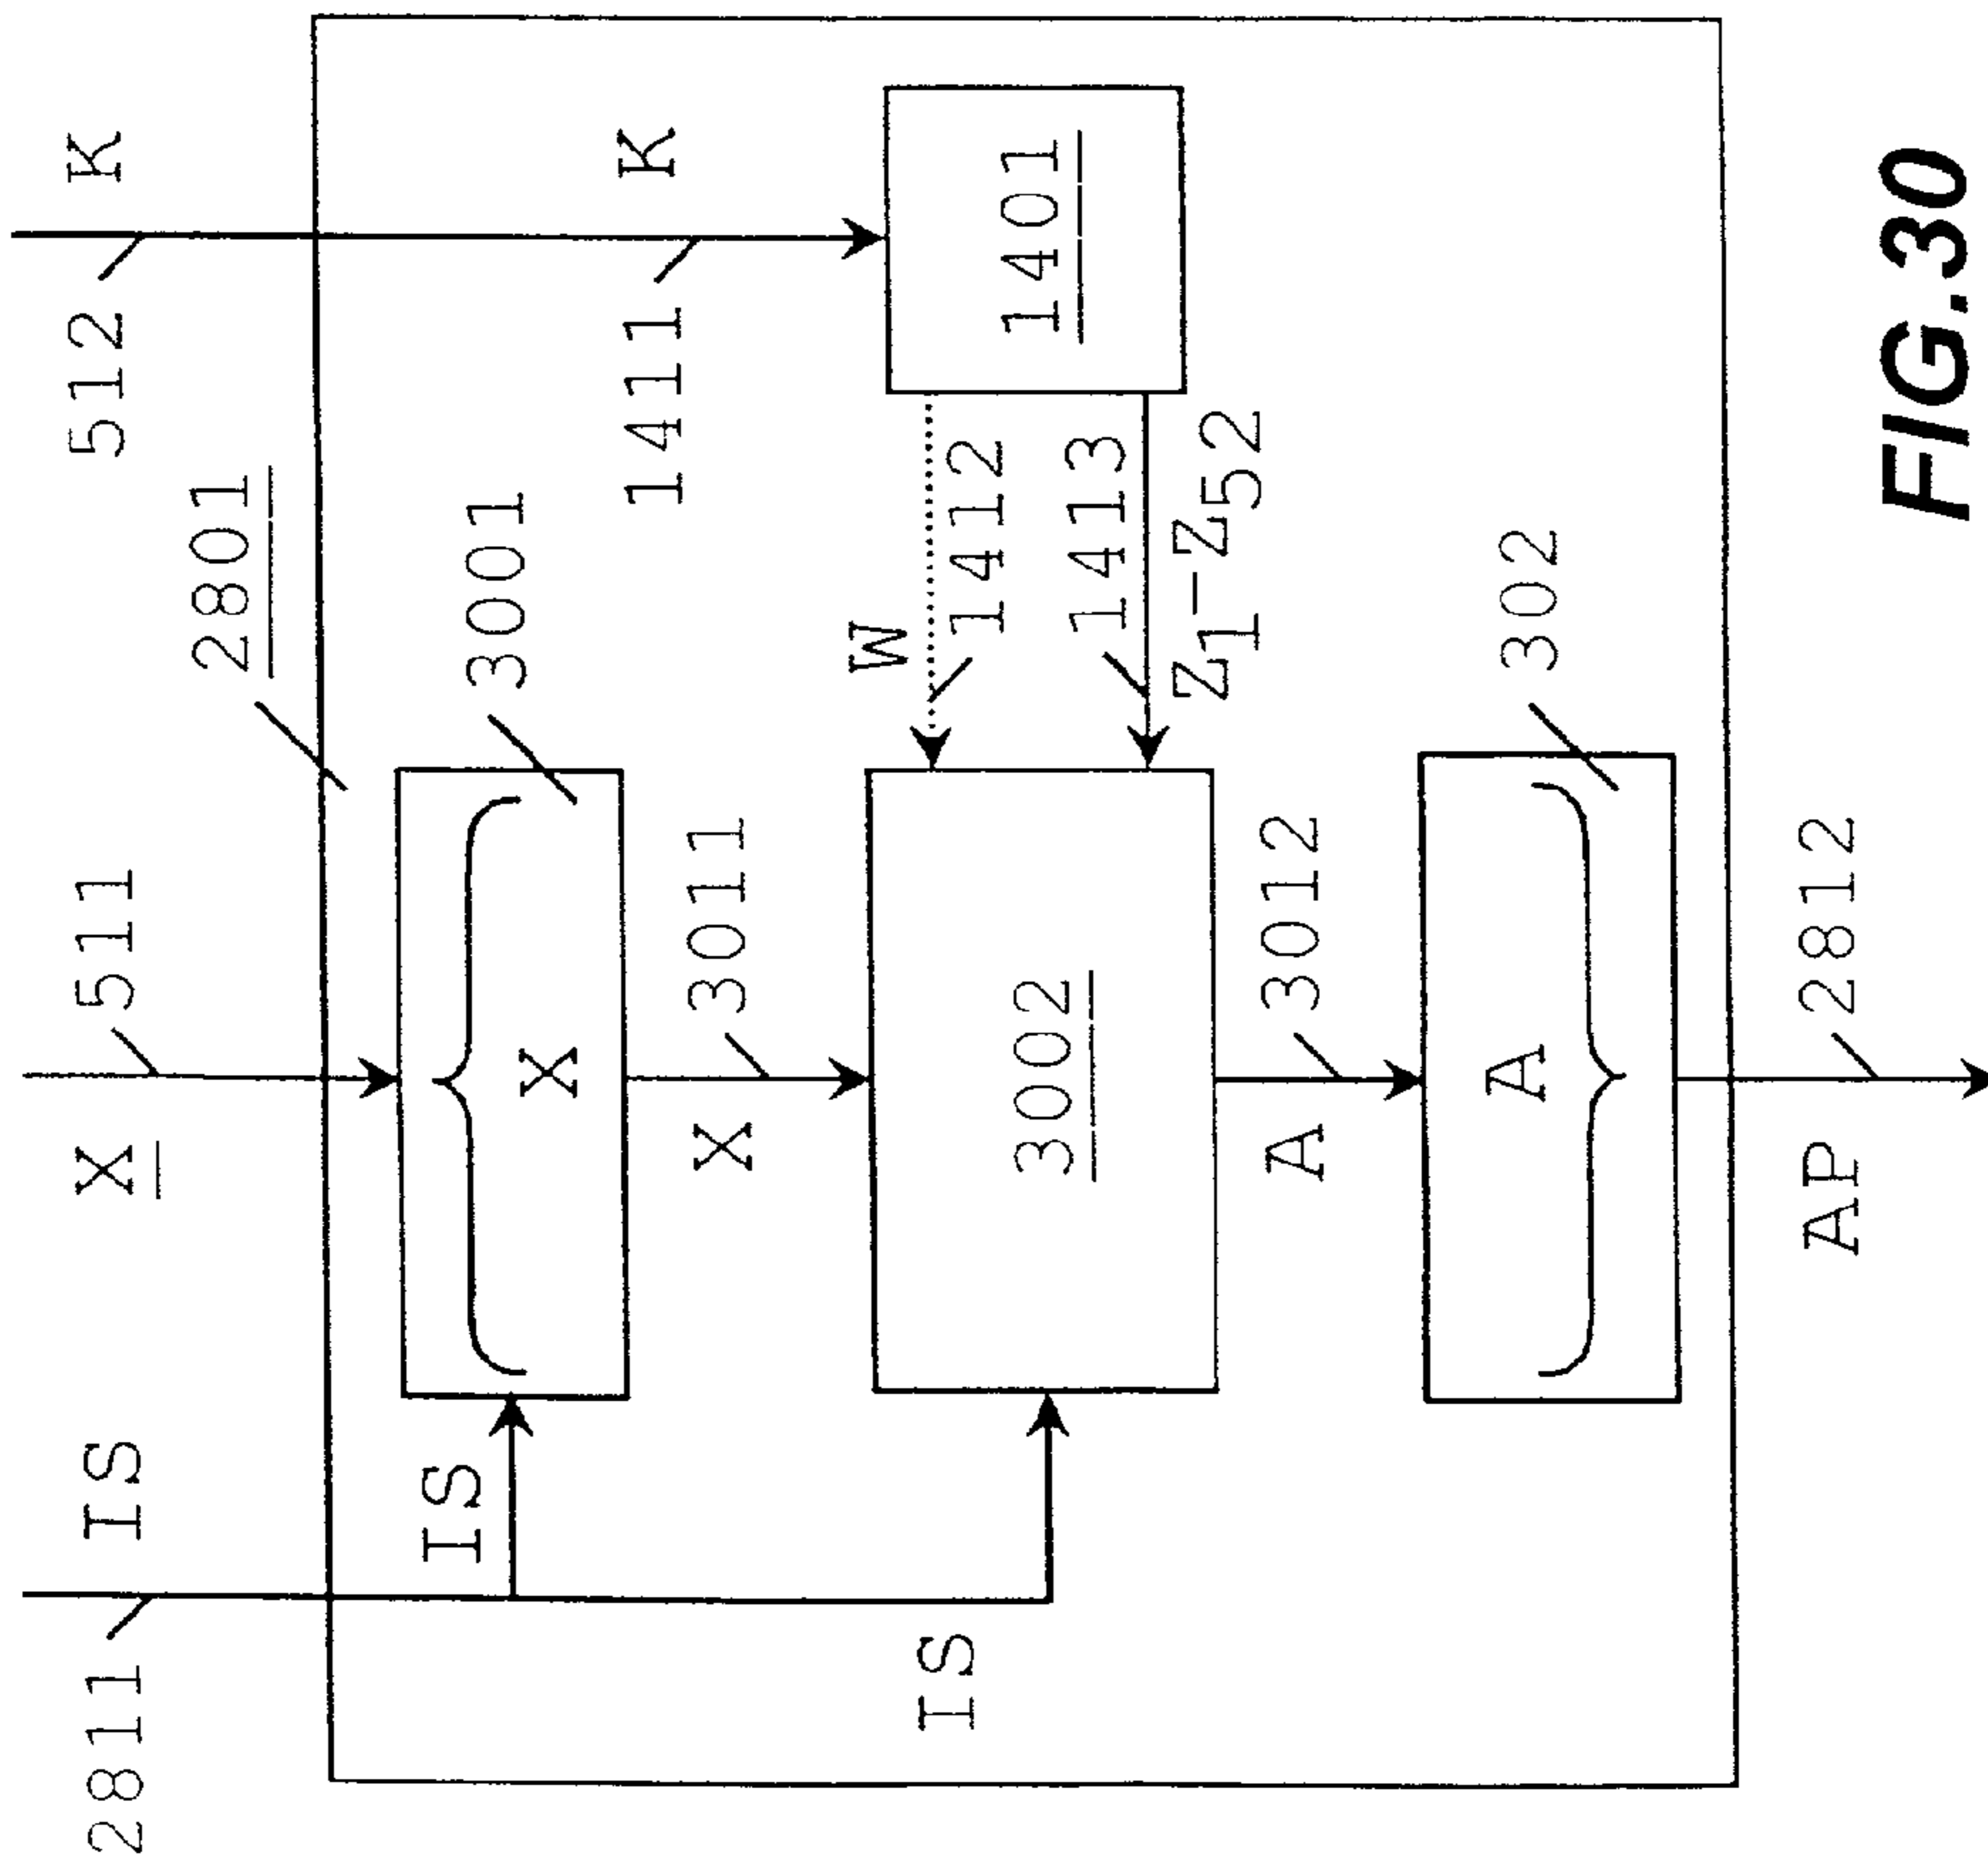 2811 IS X 511 512 K
2801
IS
3001
X
1411 K
X 3011
W
IS
1412
3002 1401
1413
Z1-Z52
A 3012
A 302
AP 2812
FIG.30